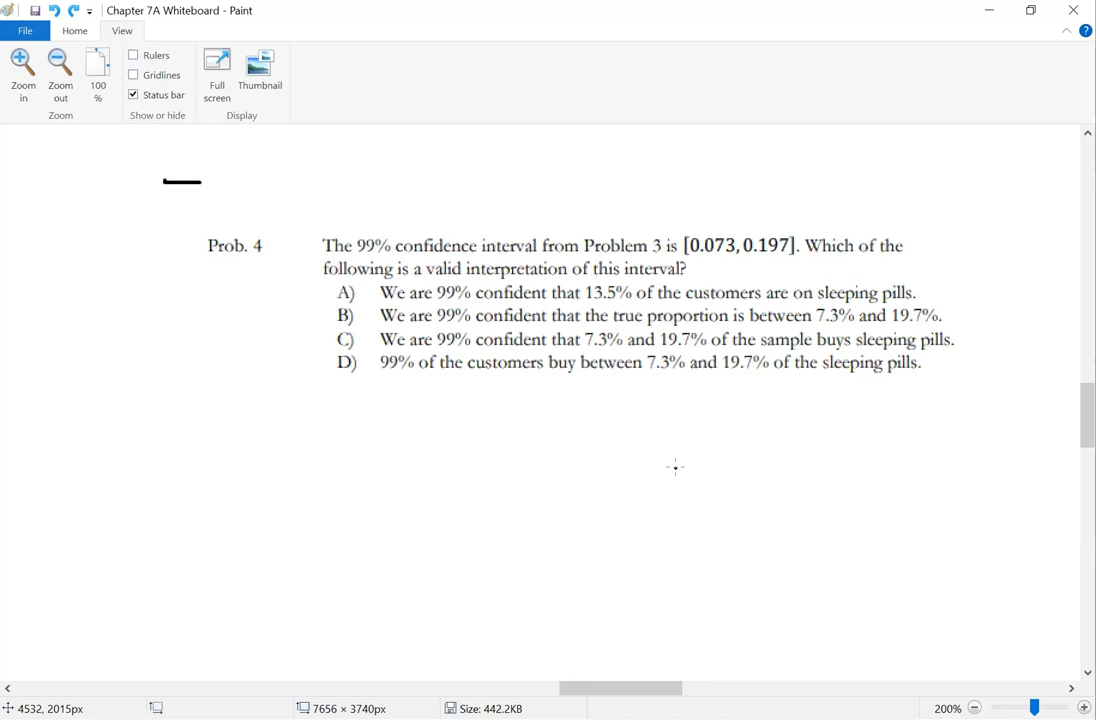 Chapter 7A Whiteboard - Paint
File Home View
Zoom in
Zoom out
100 %
Rulers
Gridlines
Status bar
Full screen
Thumbnail
Zoom
Show or hide
Display
Prob. 4 The 99% confidence interval from Problem 3 is [0.073, 0.197]. Which of the
following is a valid interpretation of this interval?
A) We are 99% confident that 13.5% of the customers are on sleeping pills.
B) We are 99% confident that the true proportion is between 7.3% and 19.7%.
C) We are 99% confident that 7.3% and 19.7% of the sample buys sleeping pills.
D) 99% of the customers buy between 7.3% and 19.7% of the sleeping pills.
4532, 2015px 7656 × 3740px Size: 442.2KB 200%